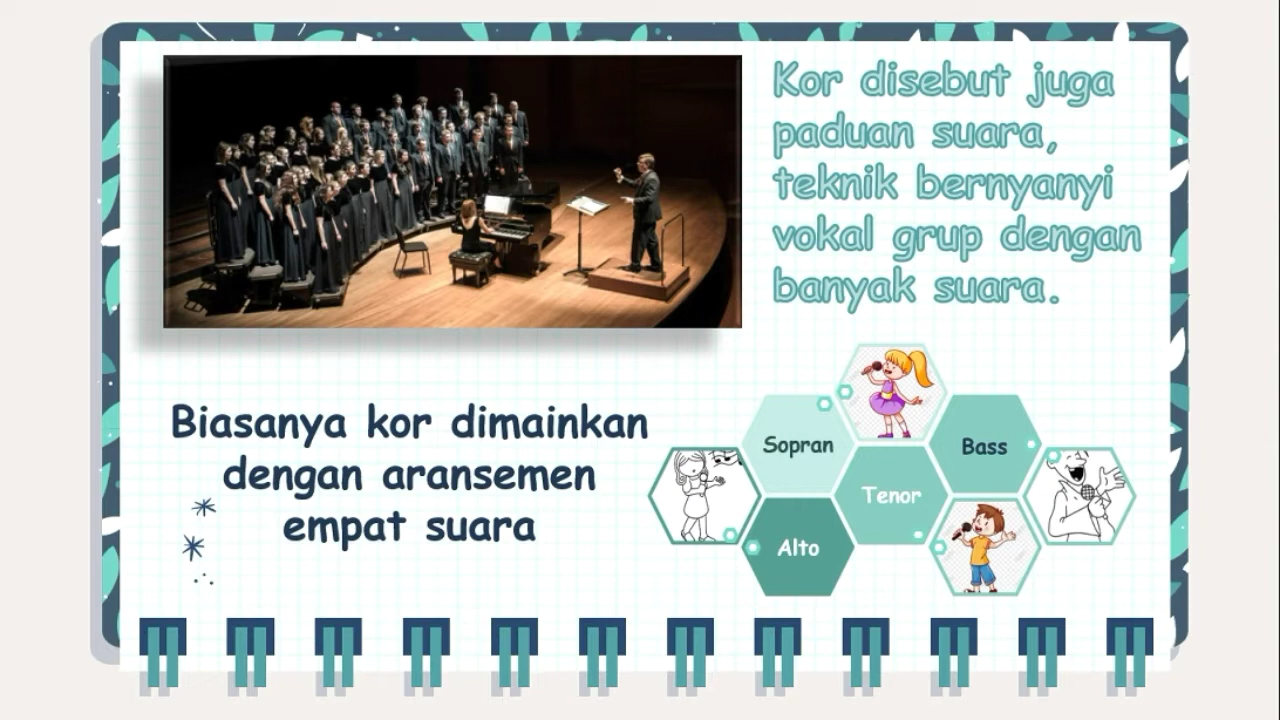 Kor disebut juga
paduan suara,
teknik bernyanyi
vokal grup dengan
banyak suara.
Biasanya kor dimainkan
dengan aransemen
empat suara
Sopran
Bass
Tenor
Alto